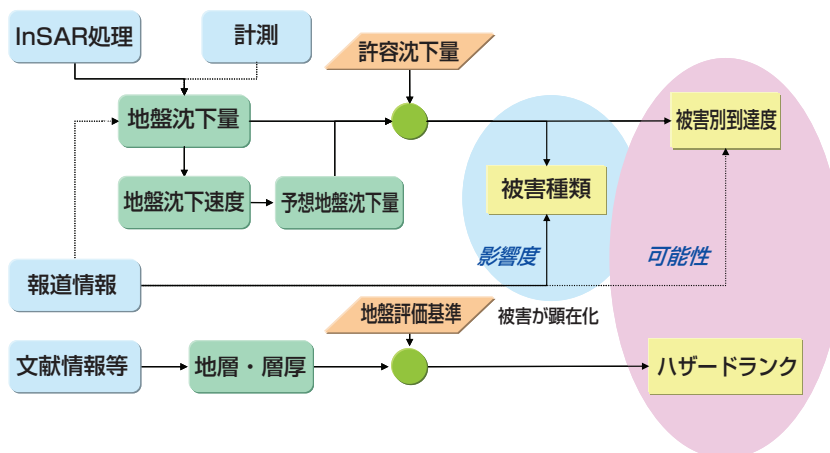 InSAR処理
計測
許容沈下量
地盤沈下量
被害別到達度
地盤沈下速度
予想地盤沈下量
被害種類
影響度
可能性
報道情報
地盤評価基準
被害が顕在化
文献情報等
地層・層厚
ハザードランク